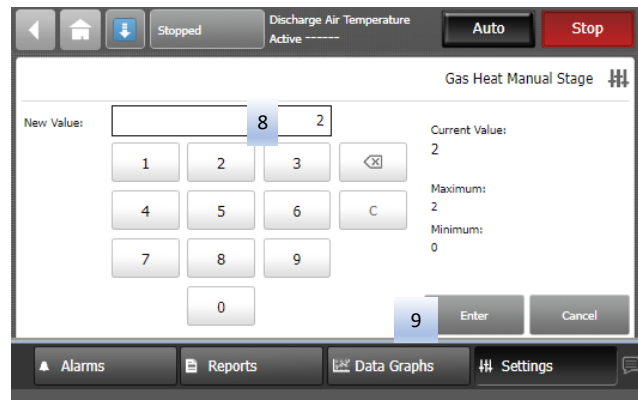 Stopped
Discharge Air Temperature
Active ------
Auto
Stop
Gas Heat Manual Stage
New Value:
8
2
Current Value:
2
1
2
3
Maximum:
2
4
5
6
C
Minimum:
0
7
8
9
0
9
Enter
Cancel
Alarms
Reports
Data Graphs
Settings